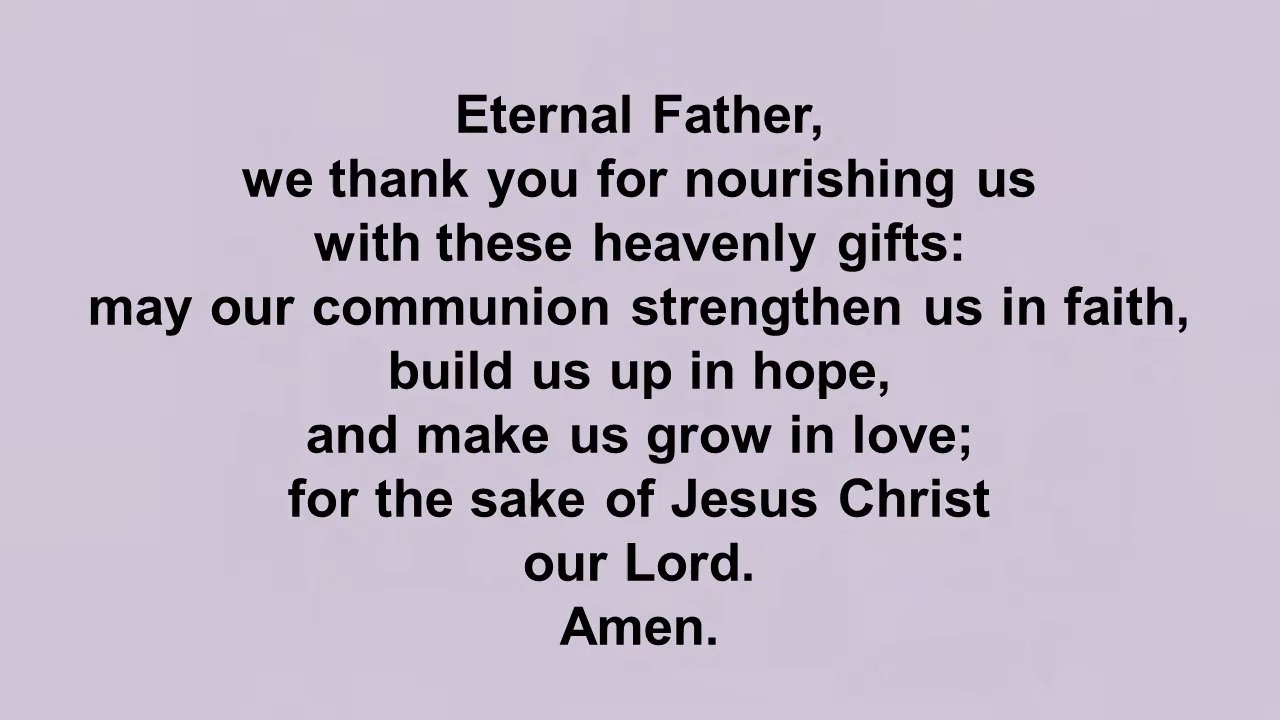 Eternal Father,
we thank you for nourishing us
with these heavenly gifts:
may our communion strengthen us in faith,
build us up in hope,
and make us grow in love;
for the sake of Jesus Christ
our Lord.
Amen.